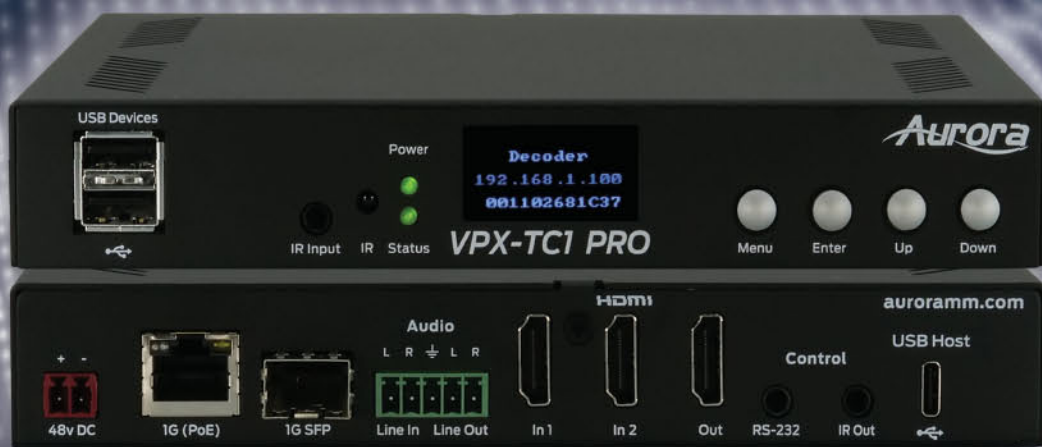 USB Devices
Power
Decoder
192.168.1.100
001102681C37
Aurora
IR Input
IR
Status
VPX-TC1 PRO
Menu
Enter
Up
Down
HDMI
auroramm.com
Audio
USB Host
+ -
L R L R
Control
48v DC
1G (PoE)
1G SFP
Line In
Line Out
In 1
In 2
Out
RS-232
IR Out